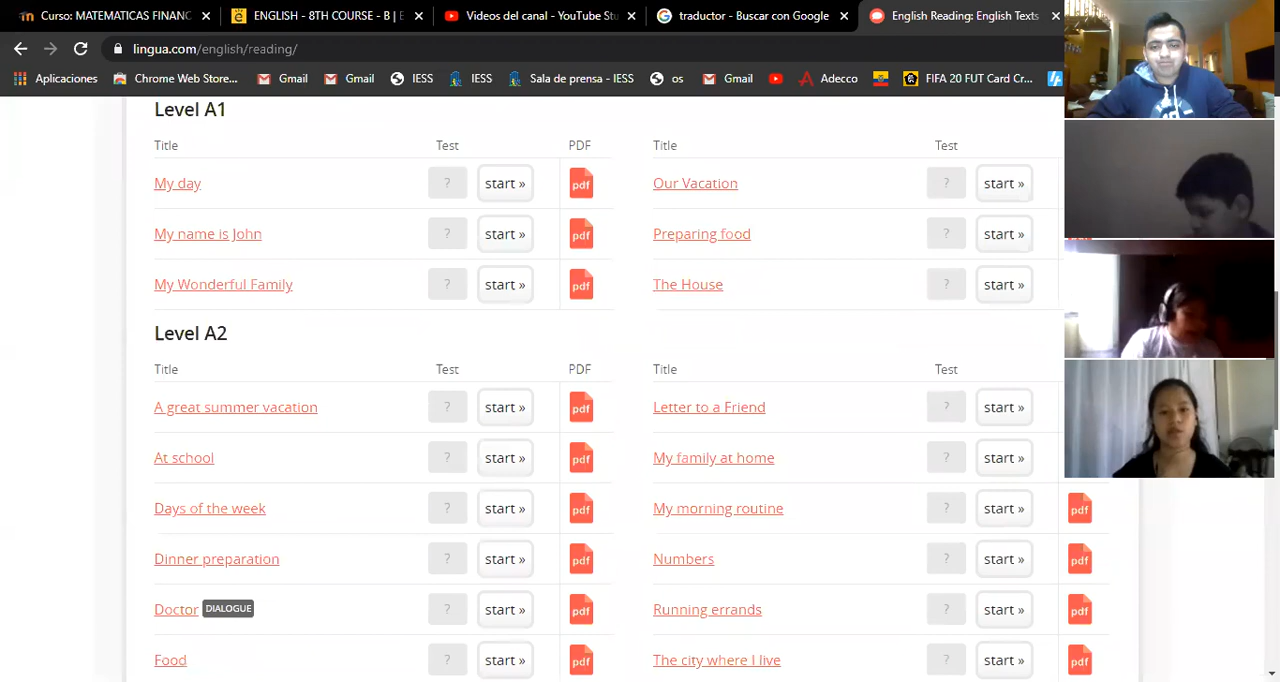 Curso: MATEMATICAS FINANC
ENGLISH - 8TH COURSE - B | E
Videos del canal - YouTube Stu
traductor - Buscar con Google
English Reading: English Texts
lingua.com/english/reading/
Aplicaciones
Chrome Web Store...
Gmail
Gmail
IESS
IESS
Sala de prensa - IESS
os
Gmail
Adecco
FIFA 20 FUT Card Cr...
Level A1
Title Test PDF Title Test
My day ? start » pdf Our Vacation ? start »
My name is John ? start » pdf Preparing food ? start »
My Wonderful Family ? start » pdf The House ? start »
Level A2
Title Test PDF Title Test
A great summer vacation ? start » pdf Letter to a Friend ? start »
At school ? start » pdf My family at home ? start »
Days of the week ? start » pdf My morning routine ? start » pdf
Dinner preparation ? start » pdf Numbers ? start » pdf
Doctor DIALOGUE ? start » pdf Running errands ? start » pdf
Food ? start » pdf The city where I live ? start » pdf